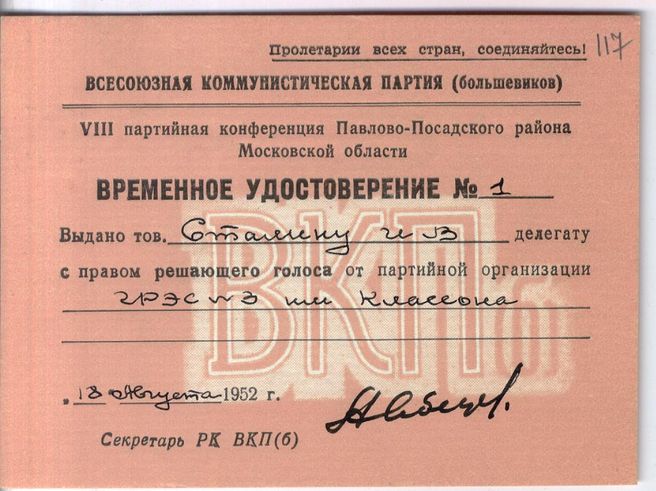 Пролетарии всех стран, соединяйтесь!
117
ВСЕСОЮЗНАЯ КОММУНИСТИЧЕСКАЯ ПАРТИЯ (большевиков)
VIII партийная конференция Павлово-Посадского района
Московской области
ВРЕМЕННОЕ УДОСТОВЕРЕНИЕ № 1
Выдано тов. Сталину И В делегату
с правом решающего голоса от партийной организации
ГРЭС №3 им Классона
ВКП(б)
„18 августа 1952 г.
Секретарь РК ВКП(б)